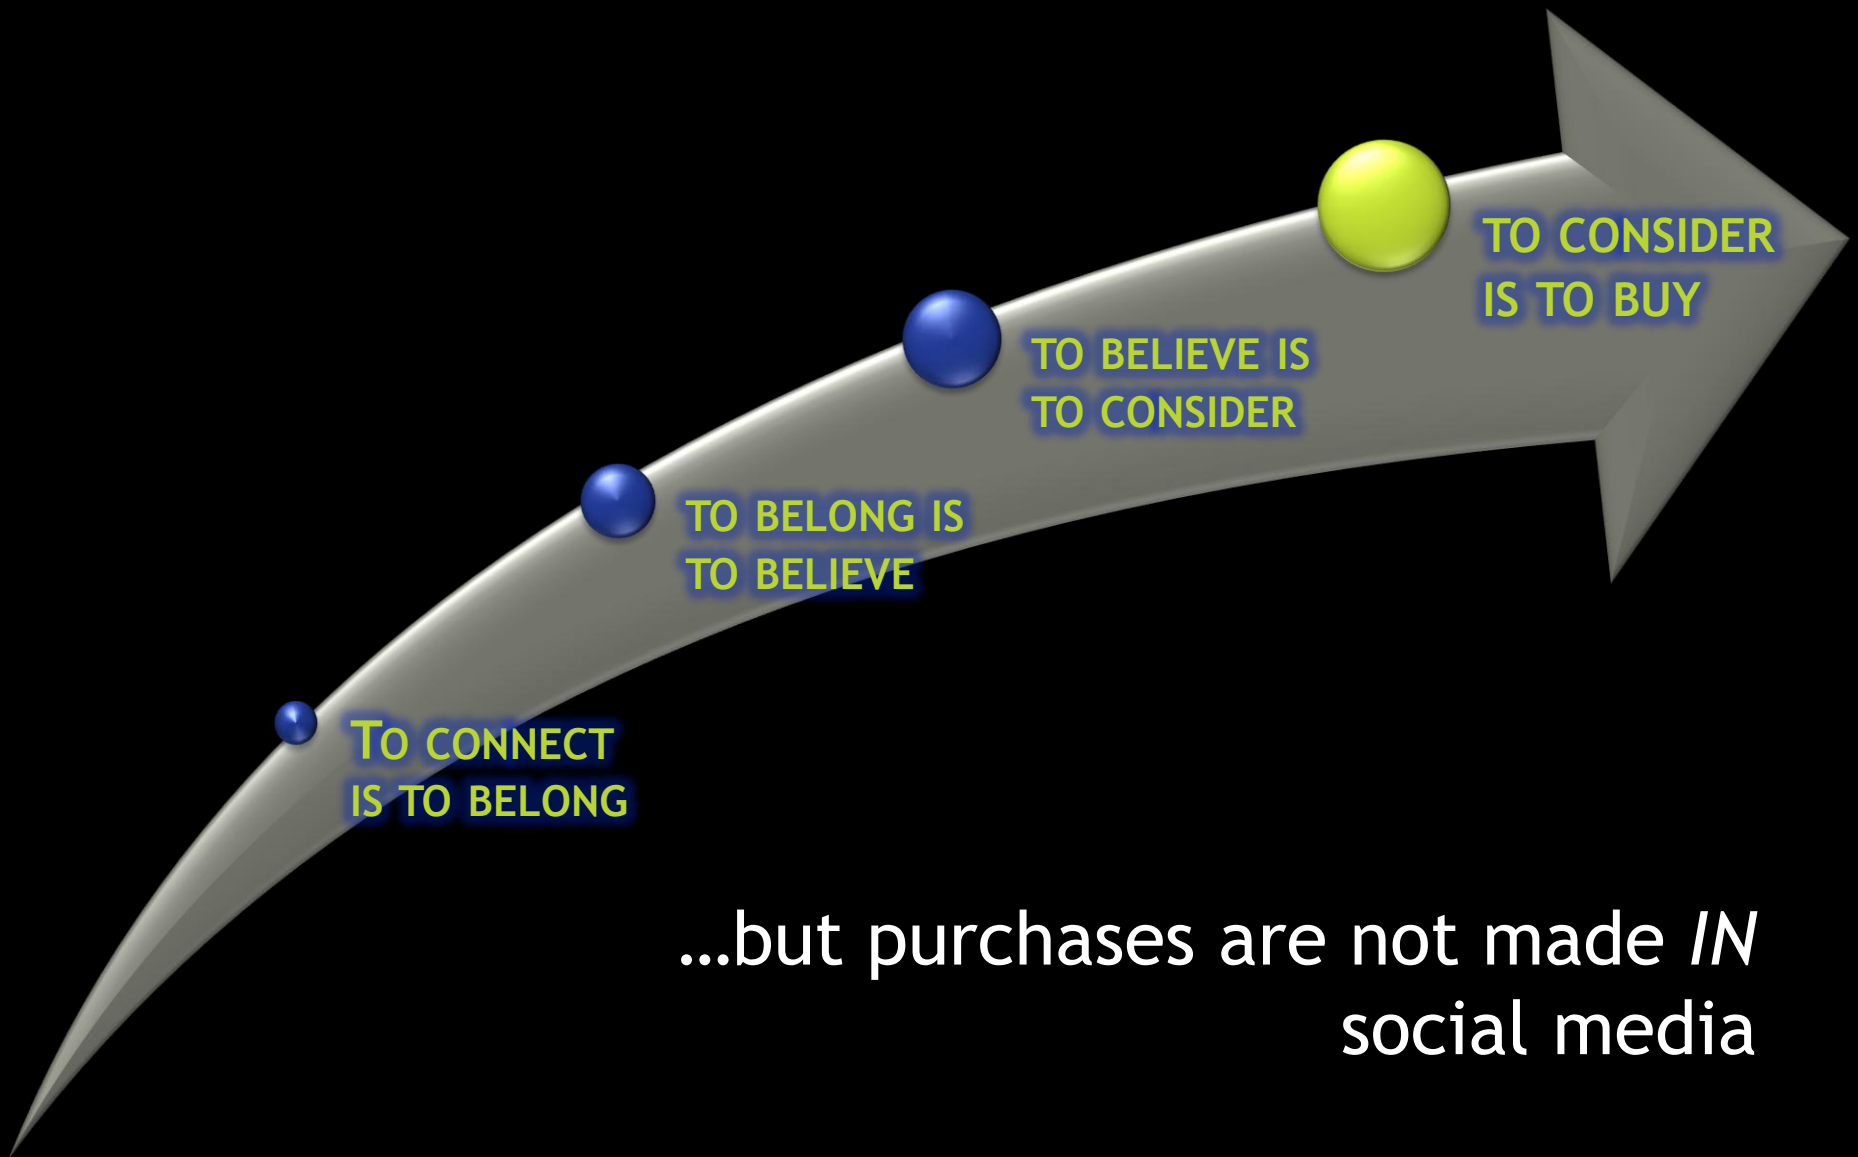 TO CONSIDER
IS TO BUY
TO BELIEVE IS
TO CONSIDER
TO BELONG IS
TO BELIEVE
TO CONNECT
IS TO BELONG
…but purchases are not made IN
social media